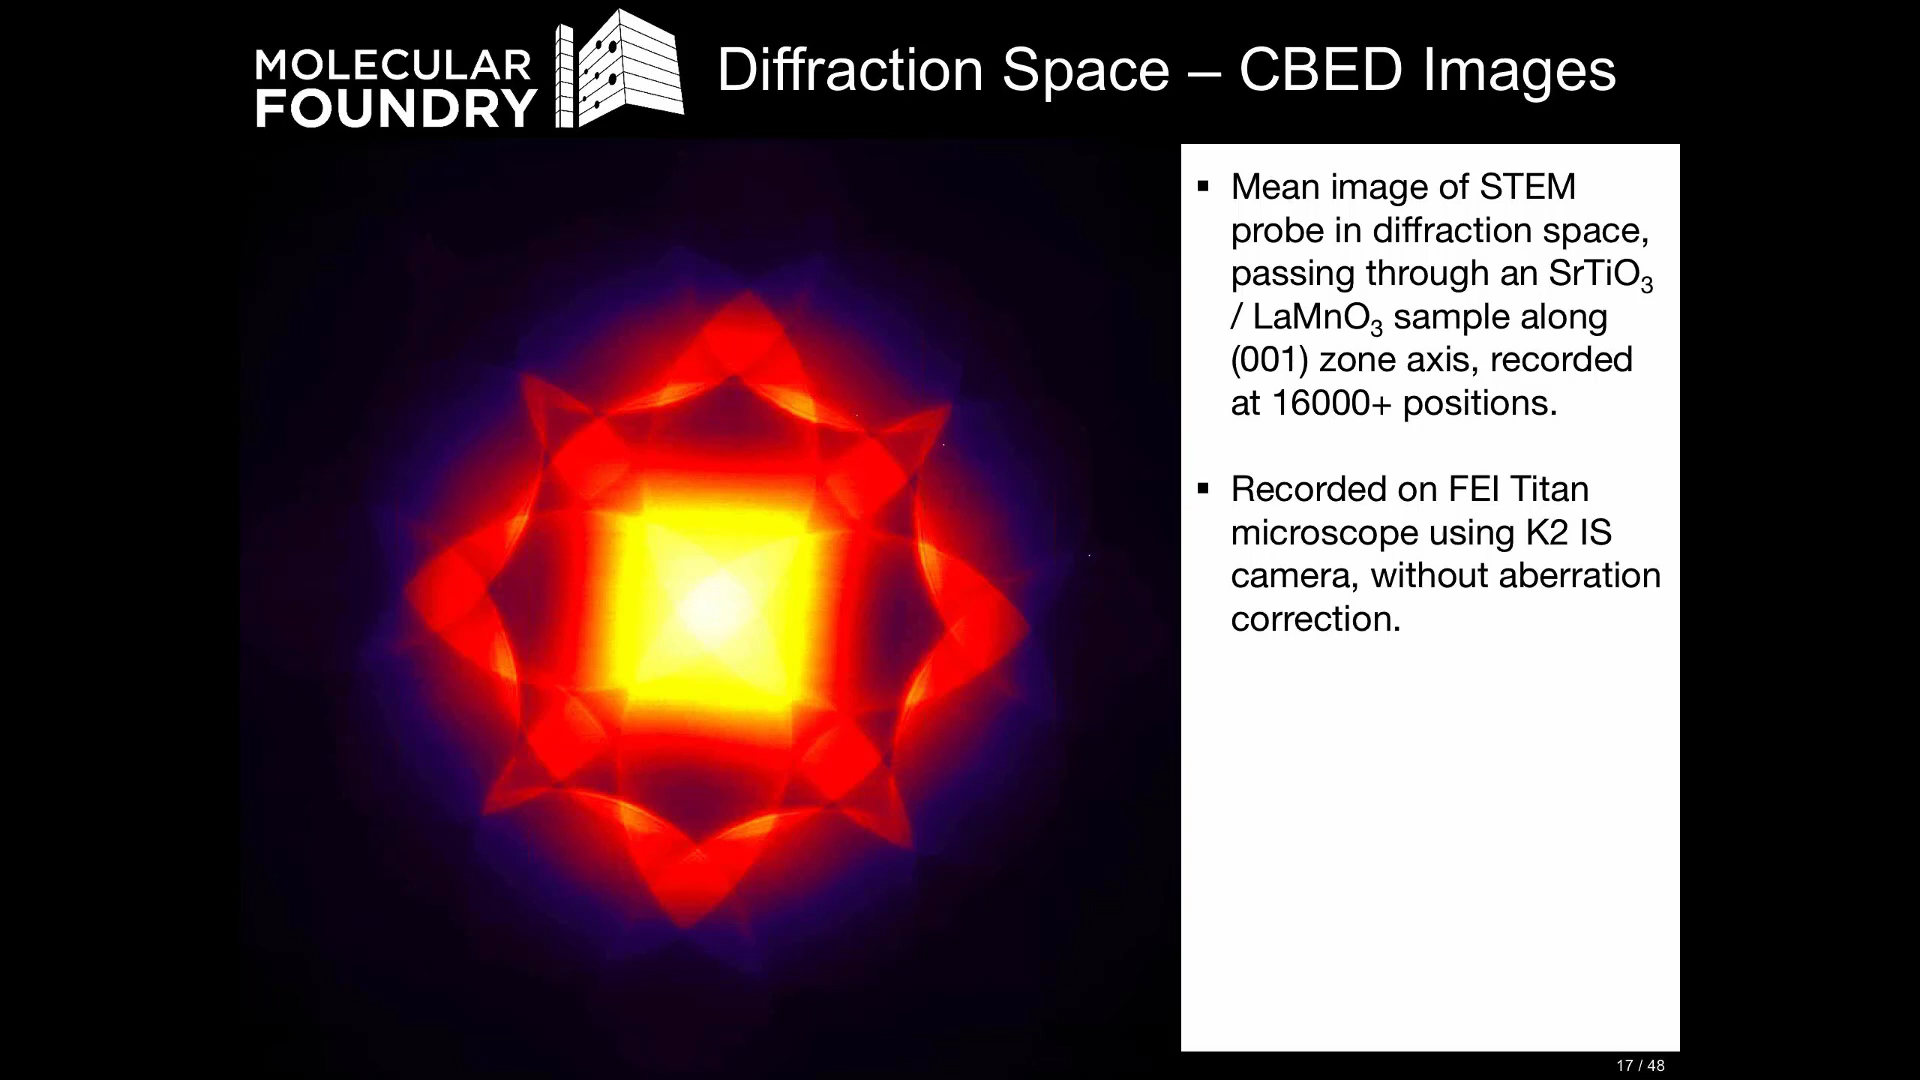 MOLECULAR
FOUNDRY
Diffraction Space – CBED Images
▪ Mean image of STEM
probe in diffraction space,
passing through an SrTiO₃
/ LaMnO₃ sample along
(001) zone axis, recorded
at 16000+ positions.
▪ Recorded on FEI Titan
microscope using K2 IS
camera, without aberration
correction.
17 / 48